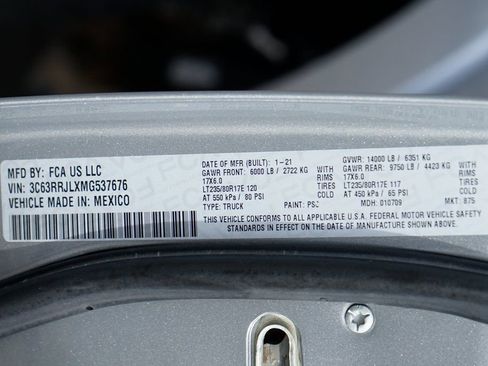 MFD BY: FCA US LLC
VIN: 3C63RRJLXMG537676
VEHICLE MADE IN: MEXICO
DATE OF MFR (BUILT): 1-21 GVWR: 14000 LB / 6351 KG
GAWR FRONT: 6000 LB / 2722 KG WITH GAWR REAR: 9750 LB / 4423 KG WITH
17X6.0 RIMS 17X6.0 RIMS
LT235/80R17E 120 TIRES LT235/80R17E 117 TIRES
AT 550 kPa / 80 PSI AT 450 kPa / 65 PSI
TYPE: TRUCK PAINT: PS2 MDH: 010709 MKT: 875
THIS VEHICLE CONFORMS TO ALL APPLICABLE U.S.A. FEDERAL MOTOR VEHICLE SAFETY
STANDARDS IN EFFECT ON THE DATE OF MANUFACTURE SHOWN ABOVE.